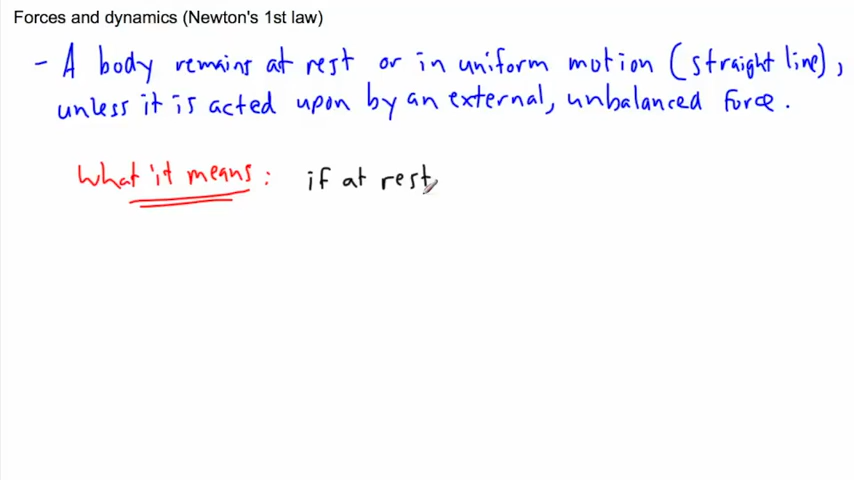 Forces and dynamics (Newton's 1st law)
- A body remains at rest or in uniform motion (straight line),
unless it is acted upon by an external, unbalanced force.
What it means: if at rest